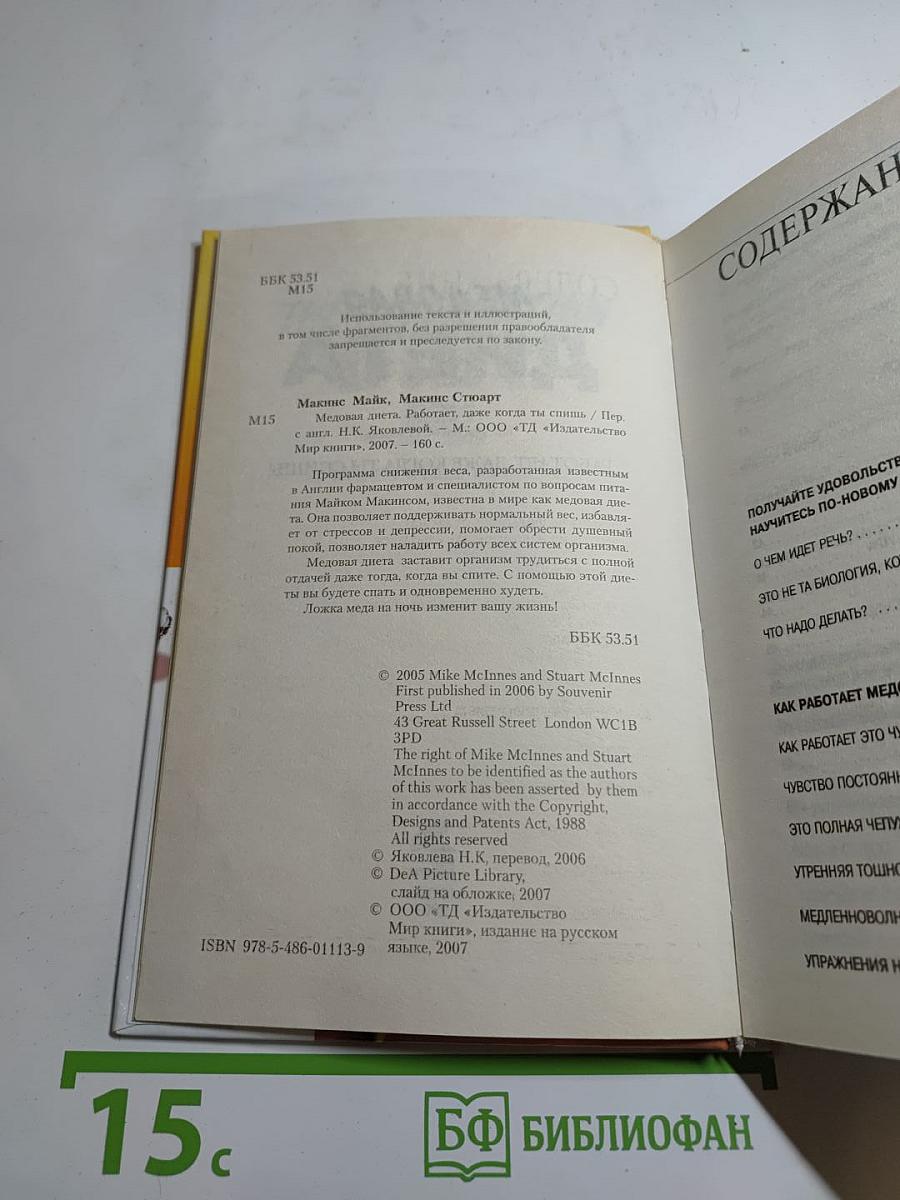 ББК 53.51
М15
Использование текста и иллюстраций,
в том числе фрагментов, без разрешения правообладателя
запрещается и преследуется по закону.
Макинс Майк, Макинс Стюарт
М15 Медовая диета. Работает, даже когда ты спишь / Пер.
с англ. Н.К. Яковлевой. – М.: ООО «ТД «Издательство
Мир книги», 2007. – 160 с.
Программа снижения веса, разработанная известным
в Англии фармацевтом и специалистом по вопросам пита-
ния Майком Макинсом, известна в мире как медовая дие-
та. Она позволяет поддерживать нормальный вес, избавля-
ет от стрессов и депрессии, помогает обрести душевный
покой, позволяет наладить работу всех систем организма.
Медовая диета заставит организм трудиться с полной
отдачей даже тогда, когда вы спите. С помощью этой дие-
ты вы будете спать и одновременно худеть.
Ложка меда на ночь изменит вашу жизнь!
ББК 53.51
© 2005 Mike McInnes and Stuart McInnes
First published in 2006 by Souvenir
Press Ltd
43 Great Russell Street London WC1B
3PD
The right of Mike McInnes and Stuart
McInnes to be identified as the authors
of this work has been asserted by them
in accordance with the Copyright,
Designs and Patents Act, 1988
All rights reserved
© Яковлева Н.К, перевод, 2006
© DeA Picture Library,
слайд на обложке, 2007
© ООО «ТД «Издательство
Мир книги», издание на русском
ISBN 978-5-486-01113-9 языке, 2007
СОДЕРЖАН
ПОЛУЧАЙТЕ УДОВОЛЬСТВ
НАУЧИТЕСЬ ПО-НОВОМУ
О ЧЕМ ИДЕТ РЕЧЬ? . . . . . .
ЭТО НЕ ТА БИОЛОГИЯ, КО
ЧТО НАДО ДЕЛАТЬ? . . .
КАК РАБОТАЕТ МЕДО
КАК РАБОТАЕТ ЭТО ЧУ
ЧУВСТВО ПОСТОЯНН
ЭТО ПОЛНАЯ ЧЕПУХ
УТРЕННЯЯ ТОШНО
МЕДЛЕННОВОЛН
УПРАЖНЕНИЯ Н
15 с
БФ БИБЛИОФАН